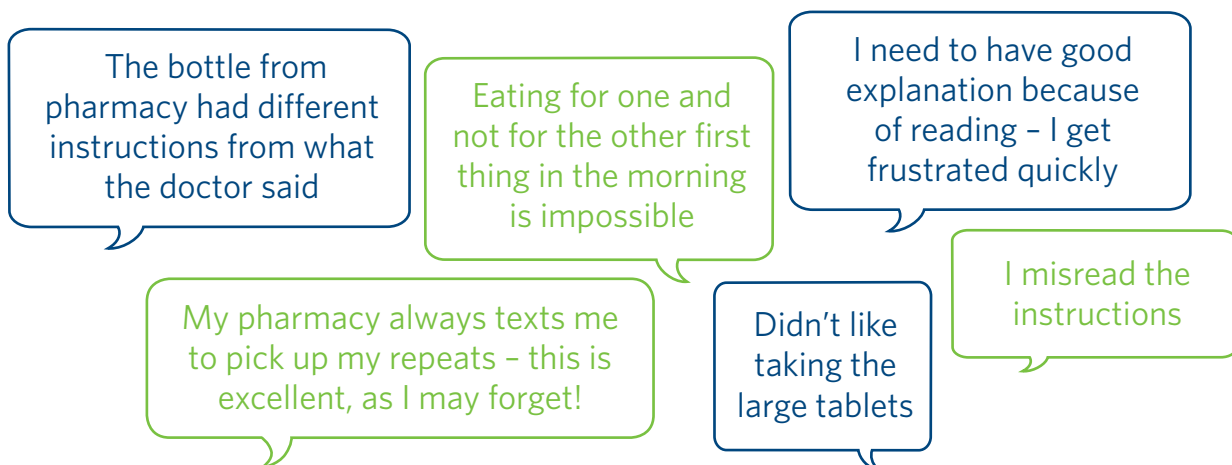 The bottle from
pharmacy had different
instructions from what
the doctor said
Eating for one and
not for the other first
thing in the morning
is impossible
I need to have good
explanation because
of reading – I get
frustrated quickly
My pharmacy always texts me
to pick up my repeats – this is
excellent, as I may forget!
Didn’t like
taking the
large tablets
I misread the
instructions